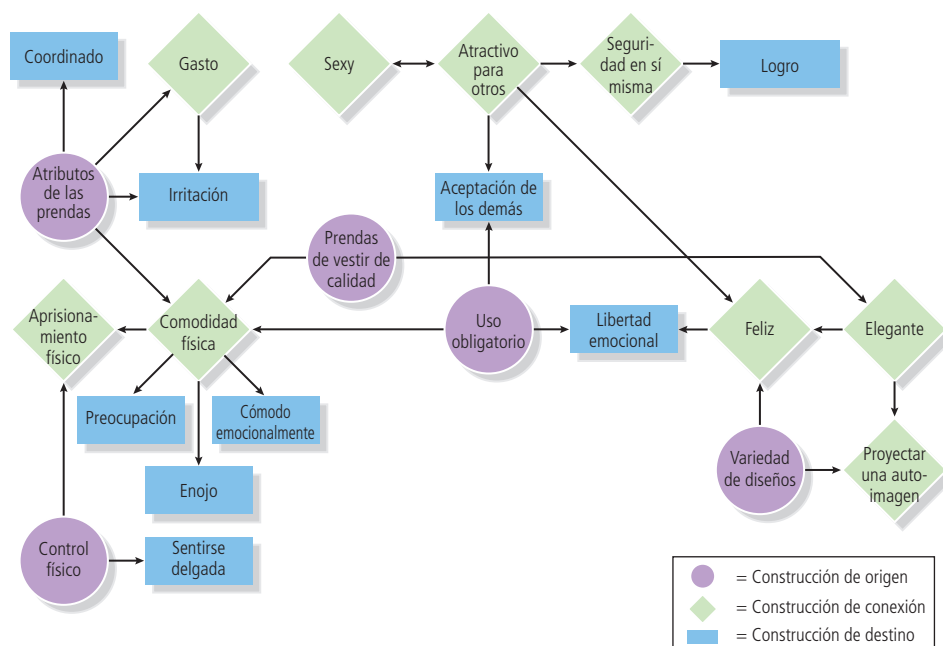 Coordinado
Gasto
Sexy
Atractivo
para
otros
Seguri-
dad en sí
misma
Logro
Atributos
de las
prendas
Irritación
Aceptación de
los demás
Prendas
de vestir de
calidad
Aprisiona-
miento
físico
Comodidad
física
Uso
obligatorio
Libertad
emocional
Feliz
Elegante
Preocupación
Cómodo
emocionalmente
Enojo
Variedad
de diseños
Proyectar
una auto-
imagen
Control
físico
Sentirse
delgada
= Construcción de origen
= Construcción de conexión
= Construcción de destino